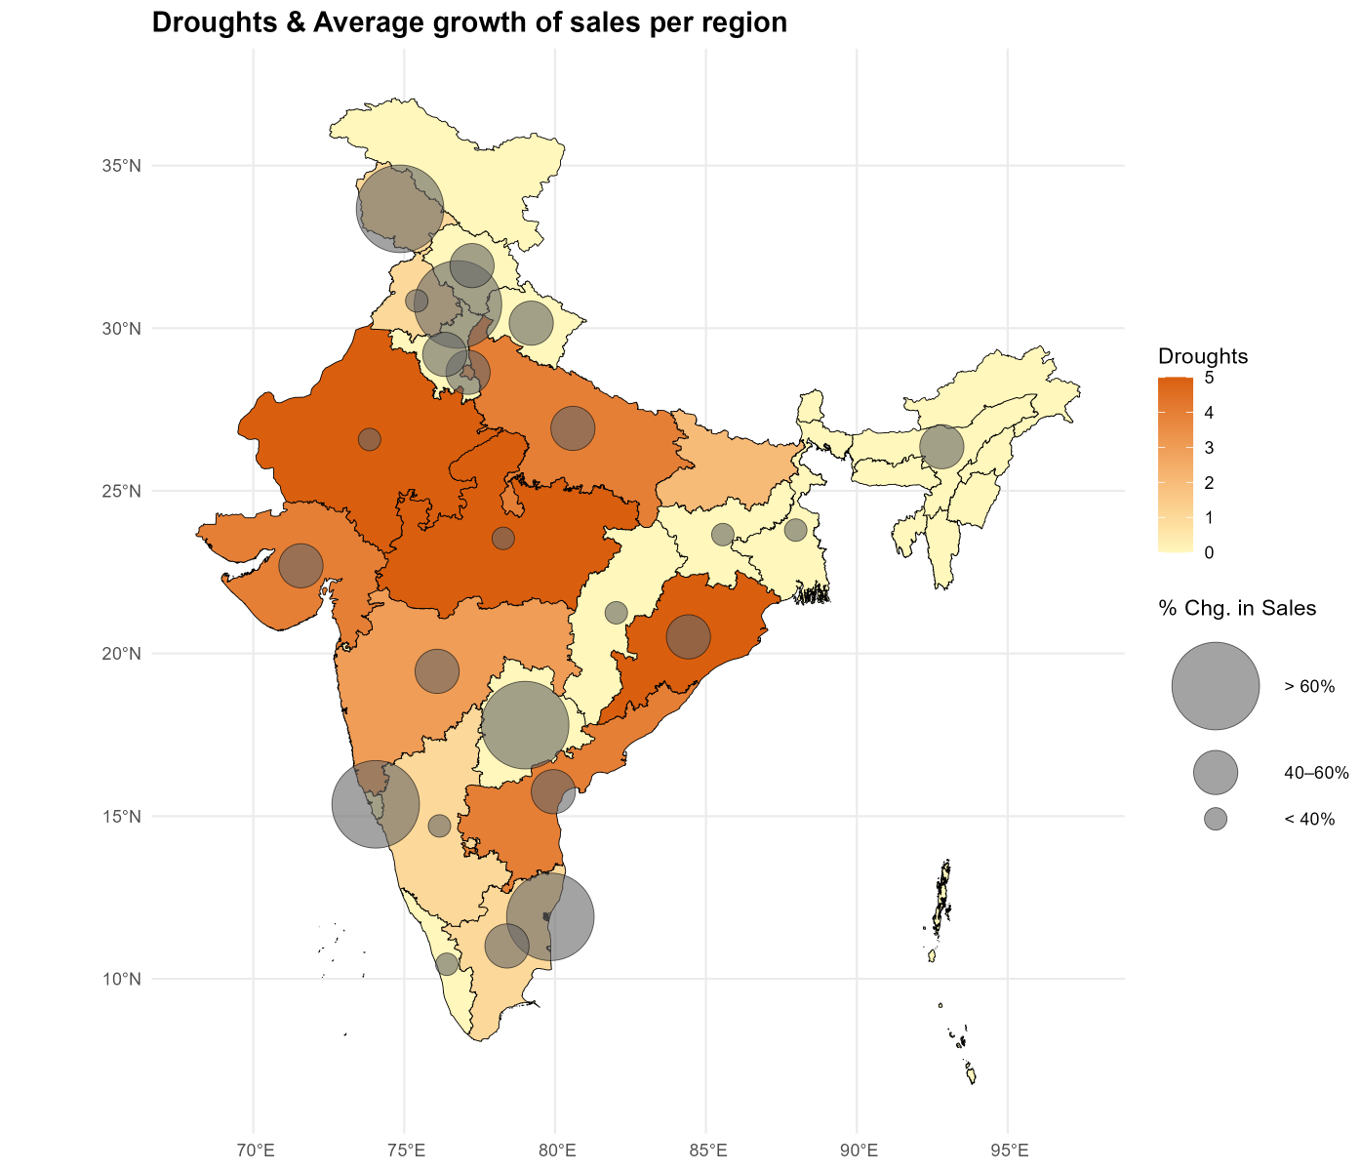 Droughts & Average growth of sales per region
35°N
30°N
25°N
20°N
15°N
10°N
70°E
75°E
80°E
85°E
90°E
95°E
Droughts
5
4
3
2
1
0
% Chg. in Sales
> 60%
40–60%
< 40%